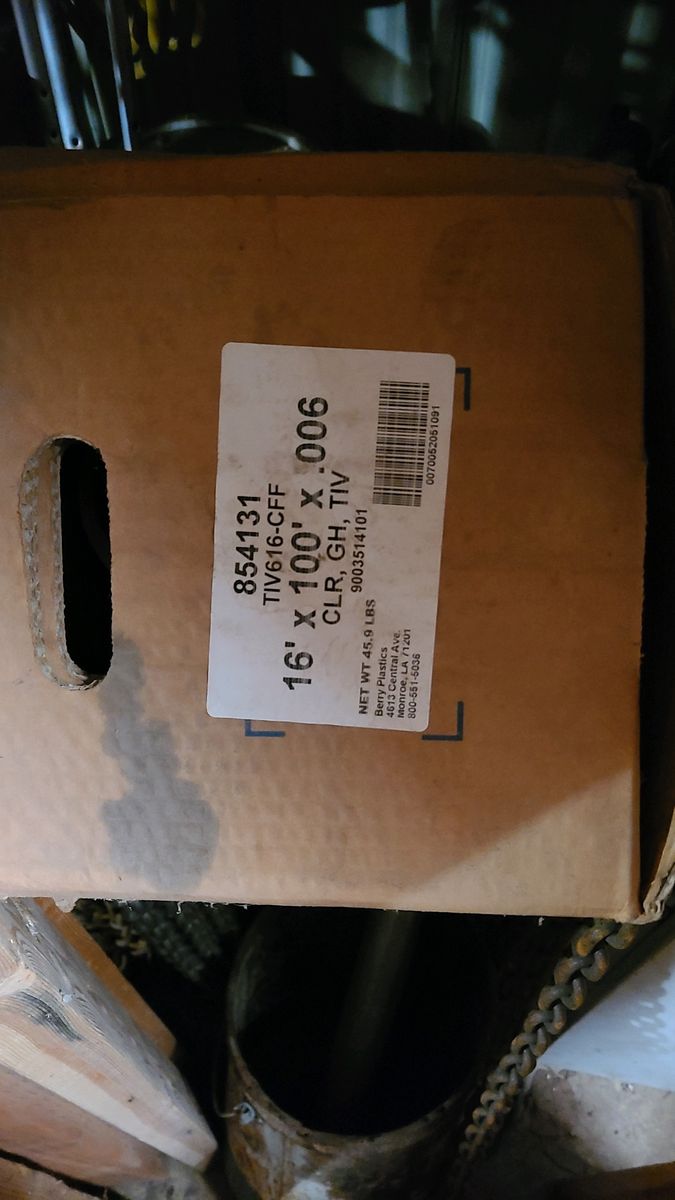 854131
TIV616-CFF
16' x 100' x .006
CLR, GH, TIV
9003514101
NET WT 45.9 LBS
Berry Plastics
4613 Central Ave.
Monroe, LA 71201
800-551-5036
0070052051091